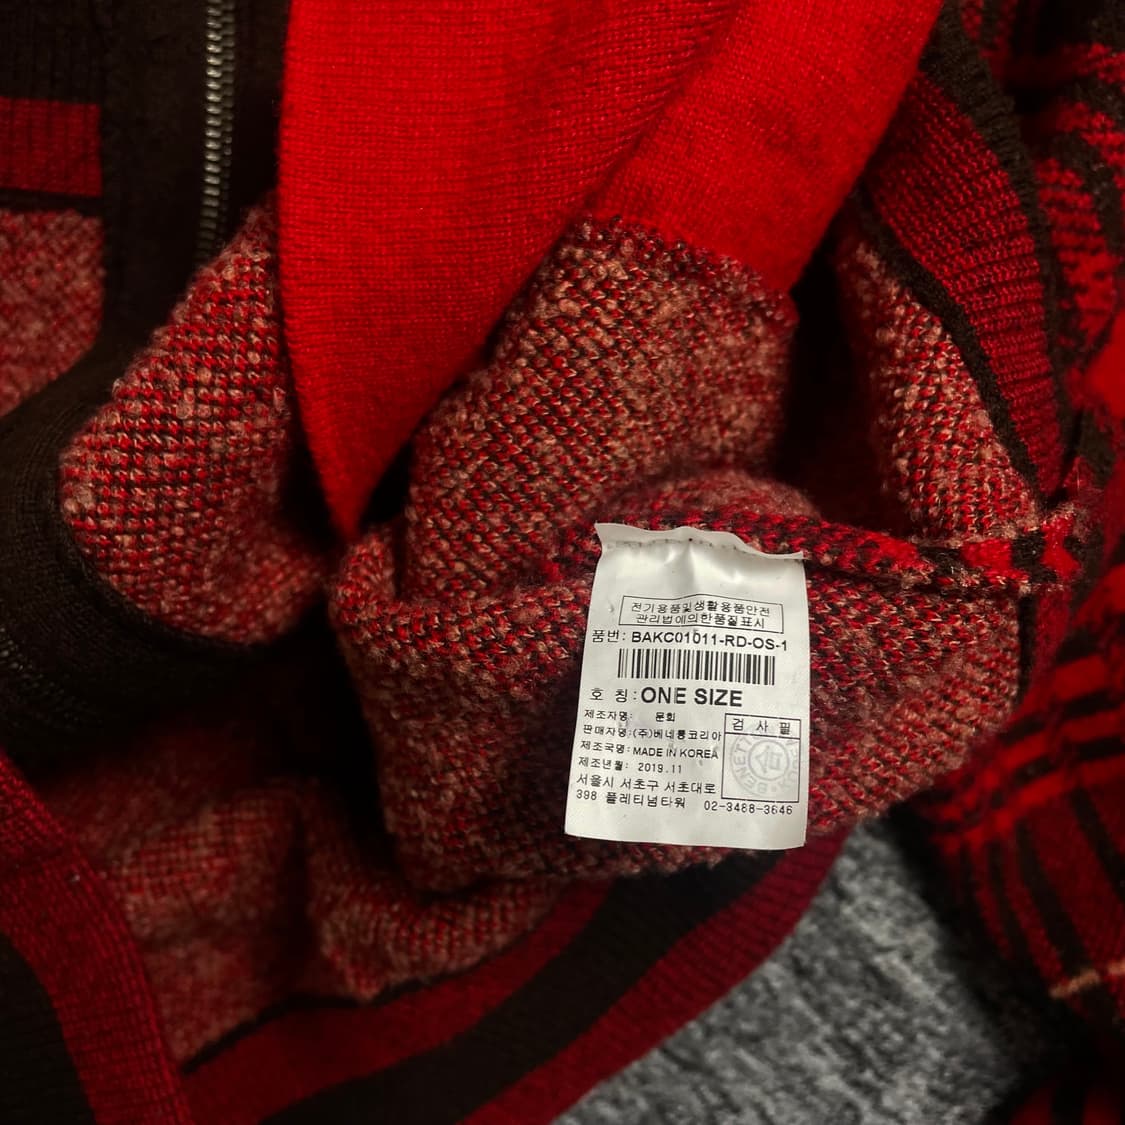 전기용품및생활용품안전
관리법에의한품질표시
품번: BAKC01011-RD-OS-1
호 칭: ONE SIZE
제조자명: 문회
판매자명:(주)베네통코리아
제조국명: MADE IN KOREA
제조년월: 2019.11
검 사 필
서울시 서초구 서초대로
398 플레티넘타워 02-3488-3646